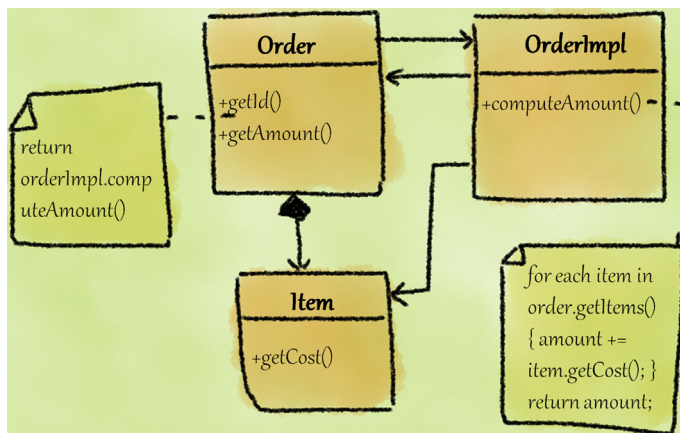 Order
+getId()
+getAmount()
OrderImpl
+computeAmount()
return
orderImpl.comp
uteAmount()
Item
+getCost()
for each item in
order.getItems()
{ amount +=
item.getCost(); }
return amount;